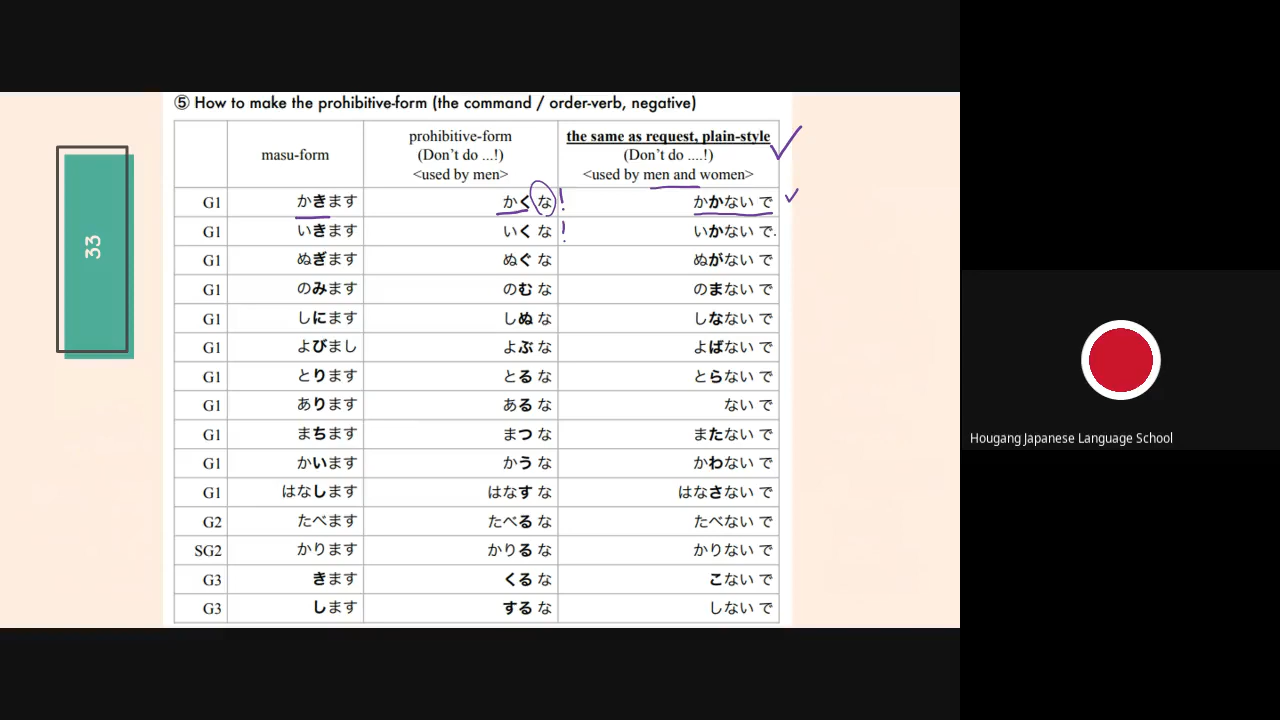 ⑤ How to make the prohibitive-form (the command / order-verb, negative)
masu-form
prohibitive-form
(Don't do ...!)
<used by men>
the same as request, plain-style
(Don't do ....!)
<used by men and women>
G1 かきます かく な ! かかない で
G1 いきます いく な ! いかない で.
G1 ぬぎます ぬぐ な ぬがない で
G1 のみます のむ な のまない で
G1 しにます しぬ な しなない で
G1 よびまし よぶ な よばない で
G1 とります とる な とらない で
G1 あります ある な ない で
G1 まちます まつ な またない で
G1 かいます かう な かわない で
G1 はなします はなす な はなさない で
G2 たべます たべる な たべない で
SG2 かります かりる な かりない で
G3 きます くる な こない で
G3 します する な しない で
33
Hougang Japanese Language School